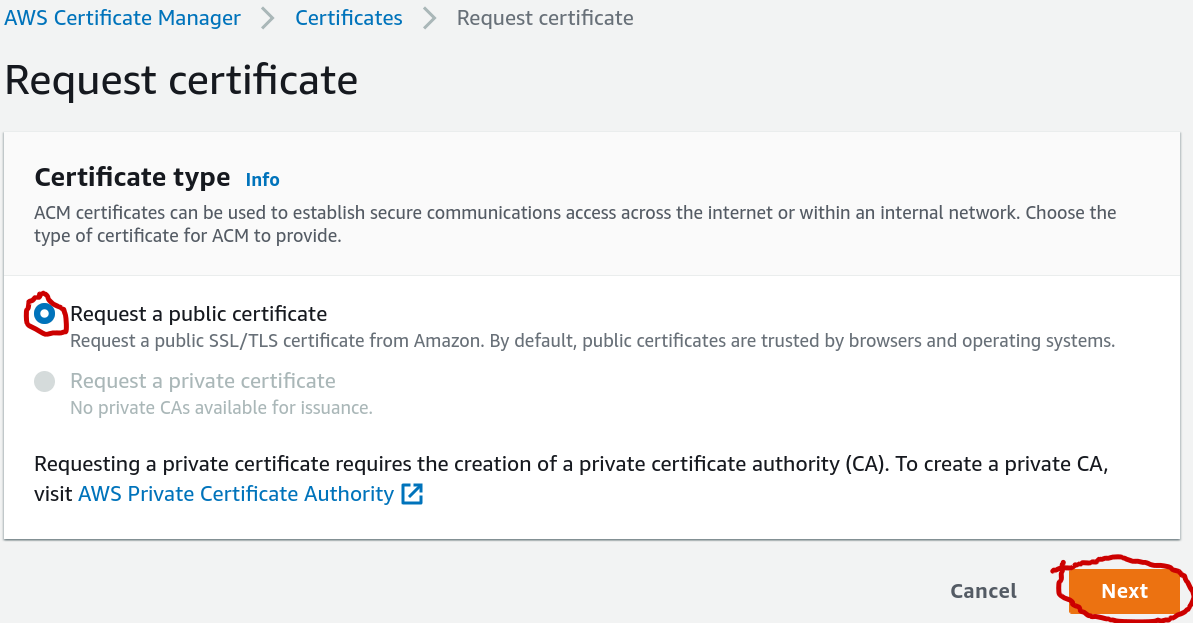 AWS Certificate Manager > Certificates > Request certificate
Request certificate
Certificate type Info
ACM certificates can be used to establish secure communications access across the internet or within an internal network. Choose the
type of certificate for ACM to provide.
Request a public certificate
Request a public SSL/TLS certificate from Amazon. By default, public certificates are trusted by browsers and operating systems.
Request a private certificate
No private CAs available for issuance.
Requesting a private certificate requires the creation of a private certificate authority (CA). To create a private CA,
visit AWS Private Certificate Authority
Cancel Next